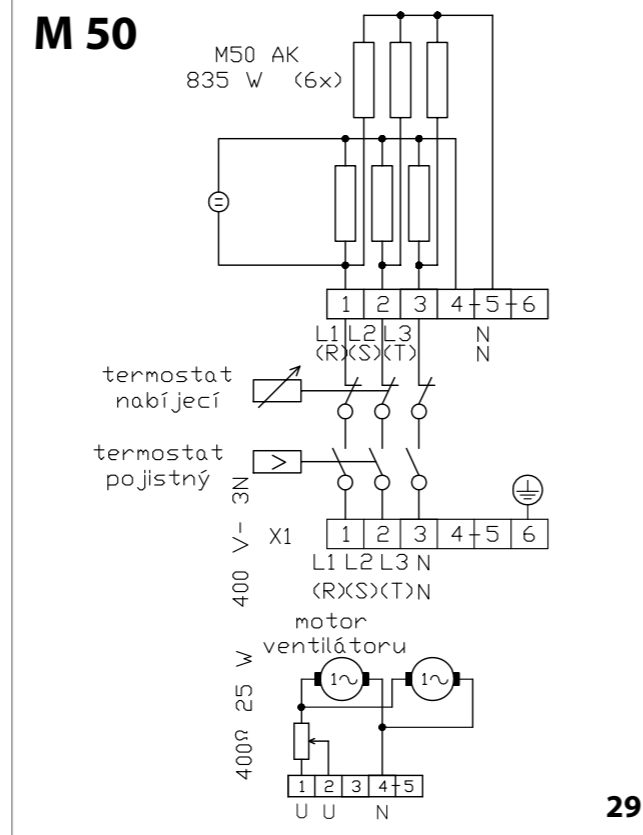 M 50
M50 AK
835 W (6x)
=
1 2 3 4 5 6
L1 L2 L3 N
(R)(S)(T) N
termostat
nabíjecí
termostat
pojistný
>
400 V~ 3N
X1
1 2 3 4 5 6
L1 L2 L3 N
(R)(S)(T) N
motor
ventilátoru
1~ 1~
400Ω 25 W
1 2 3 4 5
U U N
29